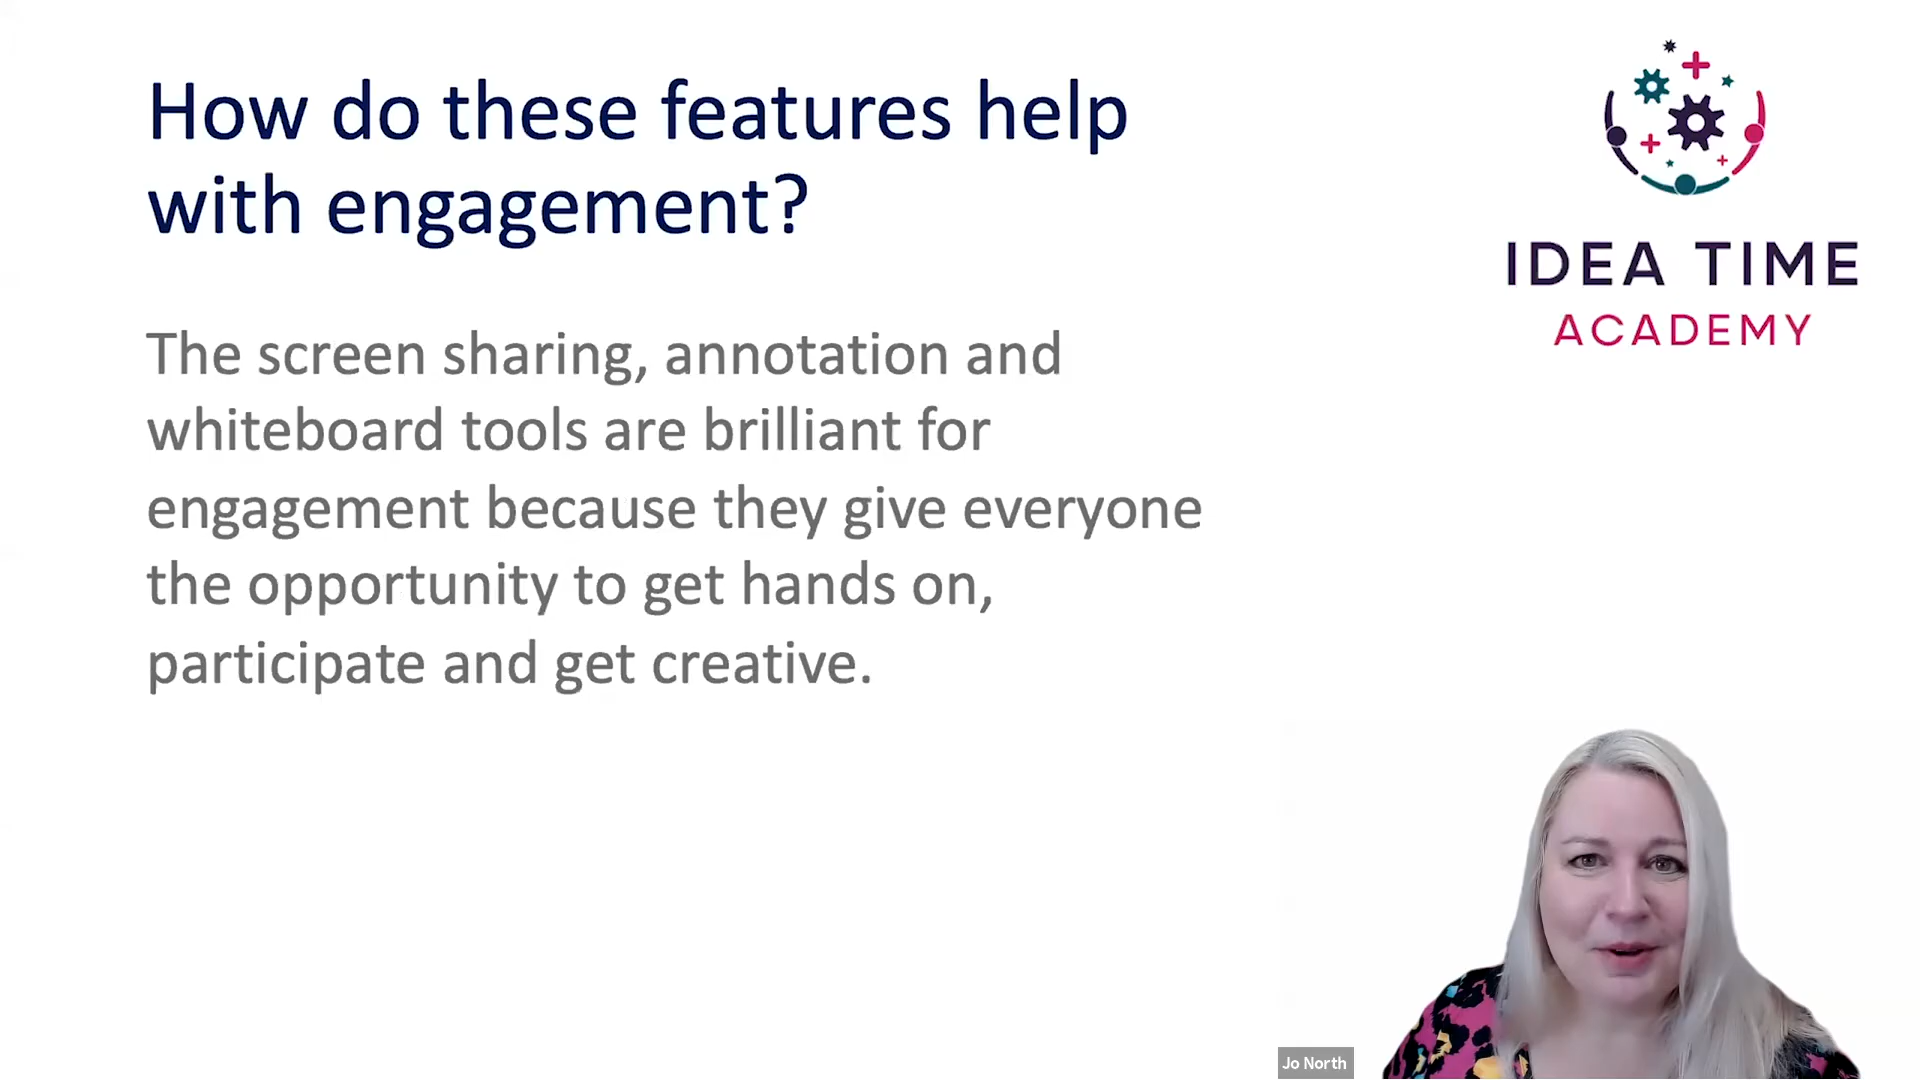 How do these features help
with engagement?
The screen sharing, annotation and
whiteboard tools are brilliant for
engagement because they give everyone
the opportunity to get hands on,
participate and get creative.
IDEA TIME
ACADEMY
Jo North